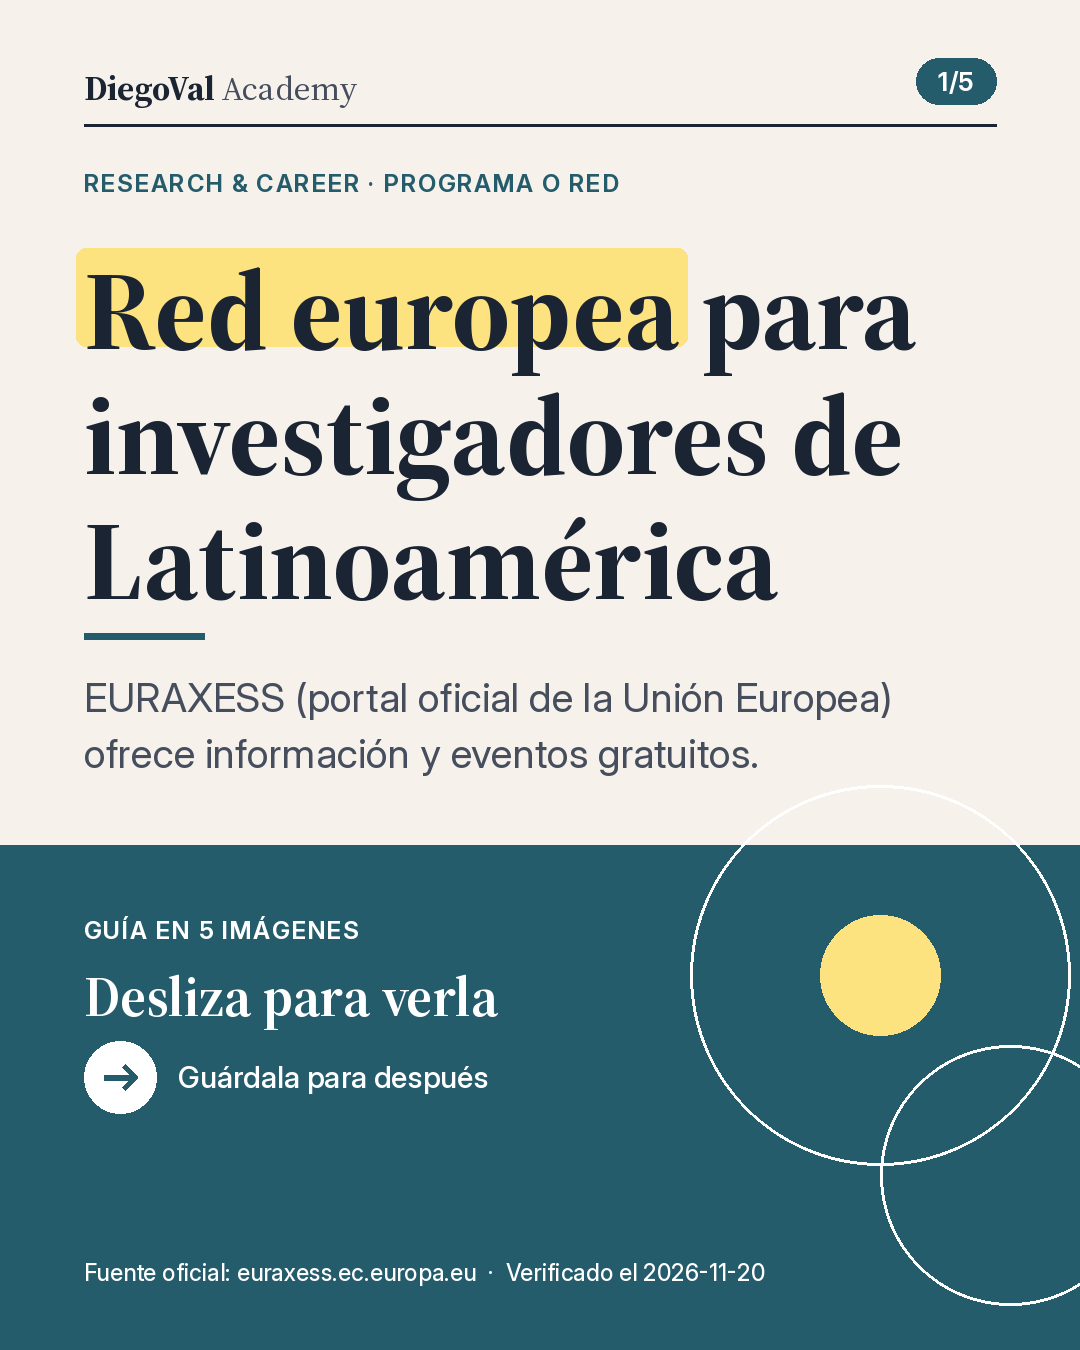 DiegoVal Academy
1/5
RESEARCH & CAREER · PROGRAMA O RED
Red europea para
investigadores de
Latinoamérica
EURAXESS (portal oficial de la Unión Europea)
ofrece información y eventos gratuitos.
GUÍA EN 5 IMÁGENES
Desliza para verla
Guárdala para después
Fuente oficial: euraxess.ec.europa.eu · Verificado el 2026-11-20